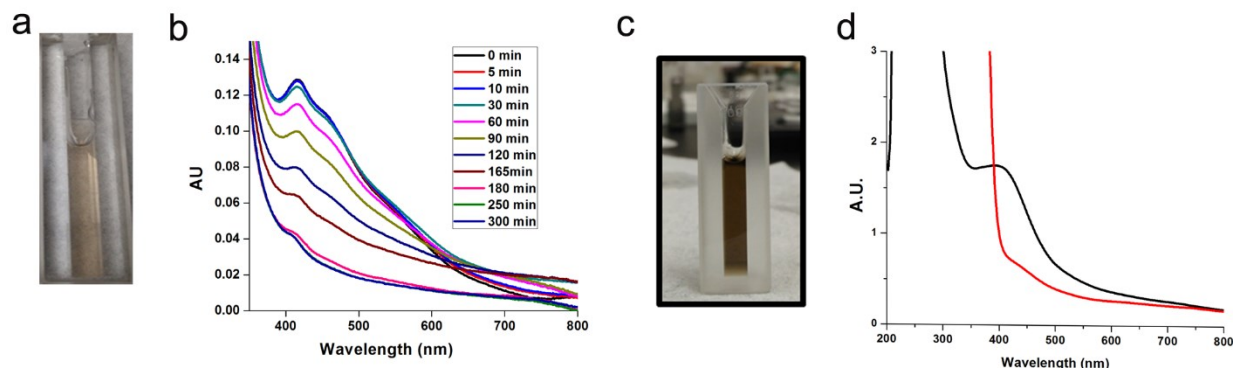 a
b
c
d
0.14
0.12
0.10
0.08
0.06
0.04
0.02
0.00
AU
400
500
600
700
800
Wavelength (nm)
0 min
5 min
10 min
30 min
60 min
90 min
120 min
165min
180 min
250 min
300 min
3
2
1
0
A.U.
200
300
400
500
600
700
800
Wavelength (nm)